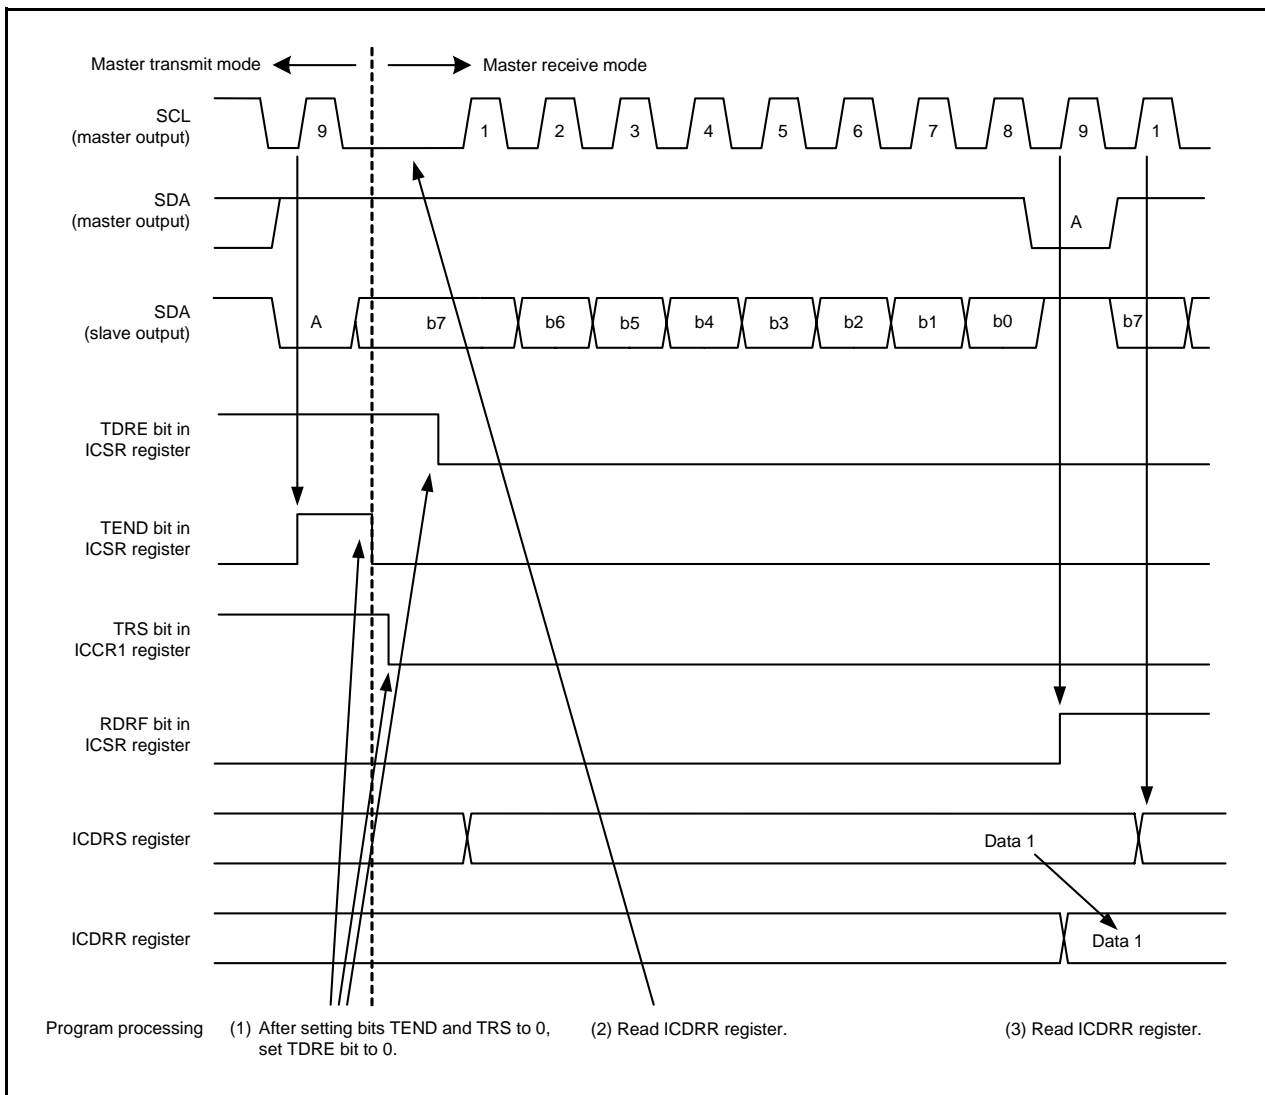 Master transmit mode
Master receive mode
SCL
(master output)
9 1 2 3 4 5 6 7 8 9 1
SDA
(master output)
A
SDA
(slave output)
A b7 b6 b5 b4 b3 b2 b1 b0 b7
TDRE bit in
ICSR register
TEND bit in
ICSR register
TRS bit in
ICCR1 register
RDRF bit in
ICSR register
ICDRS register
Data 1
ICDRR register
Data 1
Program processing
(1) After setting bits TEND and TRS to 0,
set TDRE bit to 0.
(2) Read ICDRR register.
(3) Read ICDRR register.